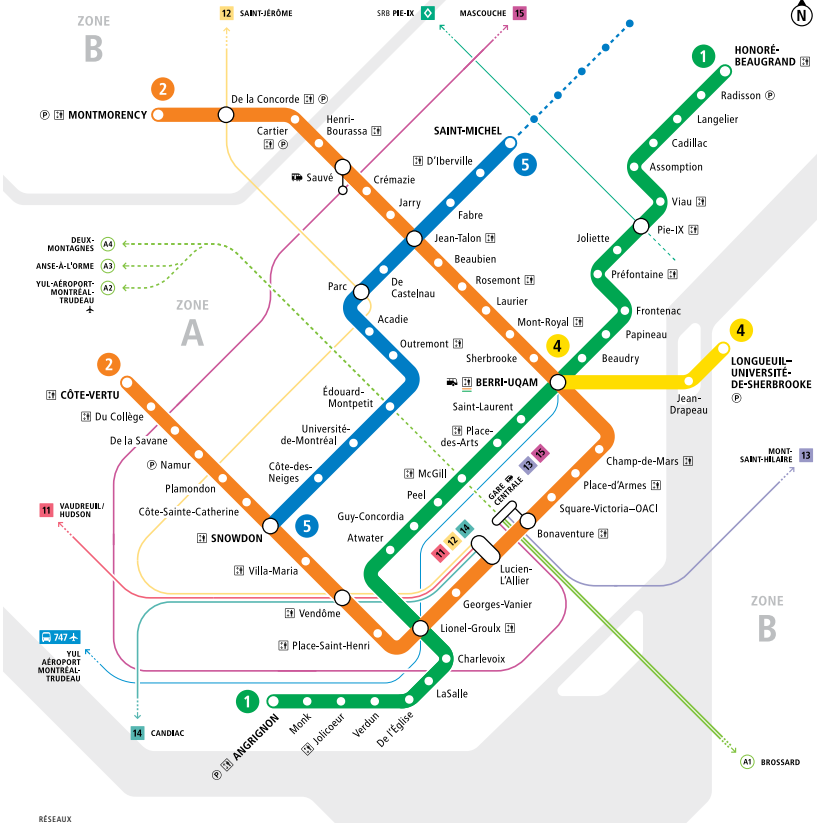 ZONE
B
12 SAINT-JÉRÔME
SRB PIE-IX
MASCOUCHE 15
N
1
HONORÉ-
BEAUGRAND
Radisson P
Langelier
Cadillac
Assomption
Viau
Pie-IX
Joliette
Préfontaine
Frontenac
Papineau
Beaudry
2
P MONTMORENCY
De la Concorde P
Cartier
P
Henri-
Bourassa
Sauvé
Crémazie
Jarry
Jean-Talon
Beaubien
Rosemont
Laurier
Mont-Royal
Sherbrooke
SAINT-MICHEL
5
D'Iberville
Fabre
De
Castelnau
Parc
Acadie
Outremont
Édouard-
Montpetit
Université-
de-Montréal
Côte-des-
Neiges
5
DEUX-
MONTAGNES A4
ANSE-À-L'ORME A3
YUL-AÉROPORT-
MONTRÉAL-
TRUDEAU
A2
ZONE
A
4
BERRI-UQAM
4
LONGUEUIL–
UNIVERSITÉ-
DE-SHERBROOKE
P
Jean-
Drapeau
2
CÔTE-VERTU
Du Collège
De la Savane
P Namur
Plamondon
Côte-Sainte-Catherine
SNOWDON
Villa-Maria
Vendôme
Place-Saint-Henri
Saint-Laurent
Place-
des-Arts
McGill
Peel
Guy-Concordia
Atwater
GARE
CENTRALE
13 15
11 12 14
Champ-de-Mars
Place-d'Armes
Square-Victoria–OACI
Bonaventure
Lucien-
L'Allier
Georges-Vanier
Lionel-Groulx
Charlevoix
LaSalle
De l'Église
Verdun
Jolicoeur
Monk
P ANGRIGNON
1
MONT-
SAINT-HILAIRE 13
11 VAUDREUIL/
HUDSON
747
YUL
AÉROPORT
MONTRÉAL-
TRUDEAU
14 CANDIAC
ZONE
B
A1 BROSSARD
RÉSEAUX